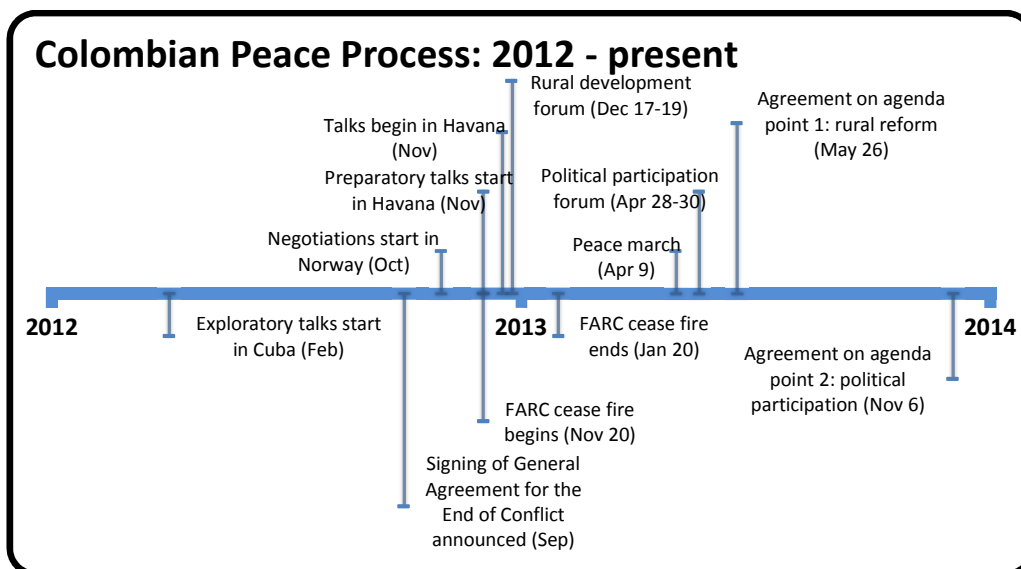 Colombian Peace Process: 2012 - present
Rural development
forum (Dec 17-19)
Agreement on agenda
point 1: rural reform
(May 26)
Talks begin in Havana
(Nov)
Preparatory talks start
in Havana (Nov)
Political participation
forum (Apr 28-30)
Negotiations start in
Norway (Oct)
Peace march
(Apr 9)
2012
2013
2014
Exploratory talks start
in Cuba (Feb)
FARC cease fire
ends (Jan 20)
Agreement on agenda
point 2: political
participation (Nov 6)
FARC cease fire
begins (Nov 20)
Signing of General
Agreement for the
End of Conflict
announced (Sep)